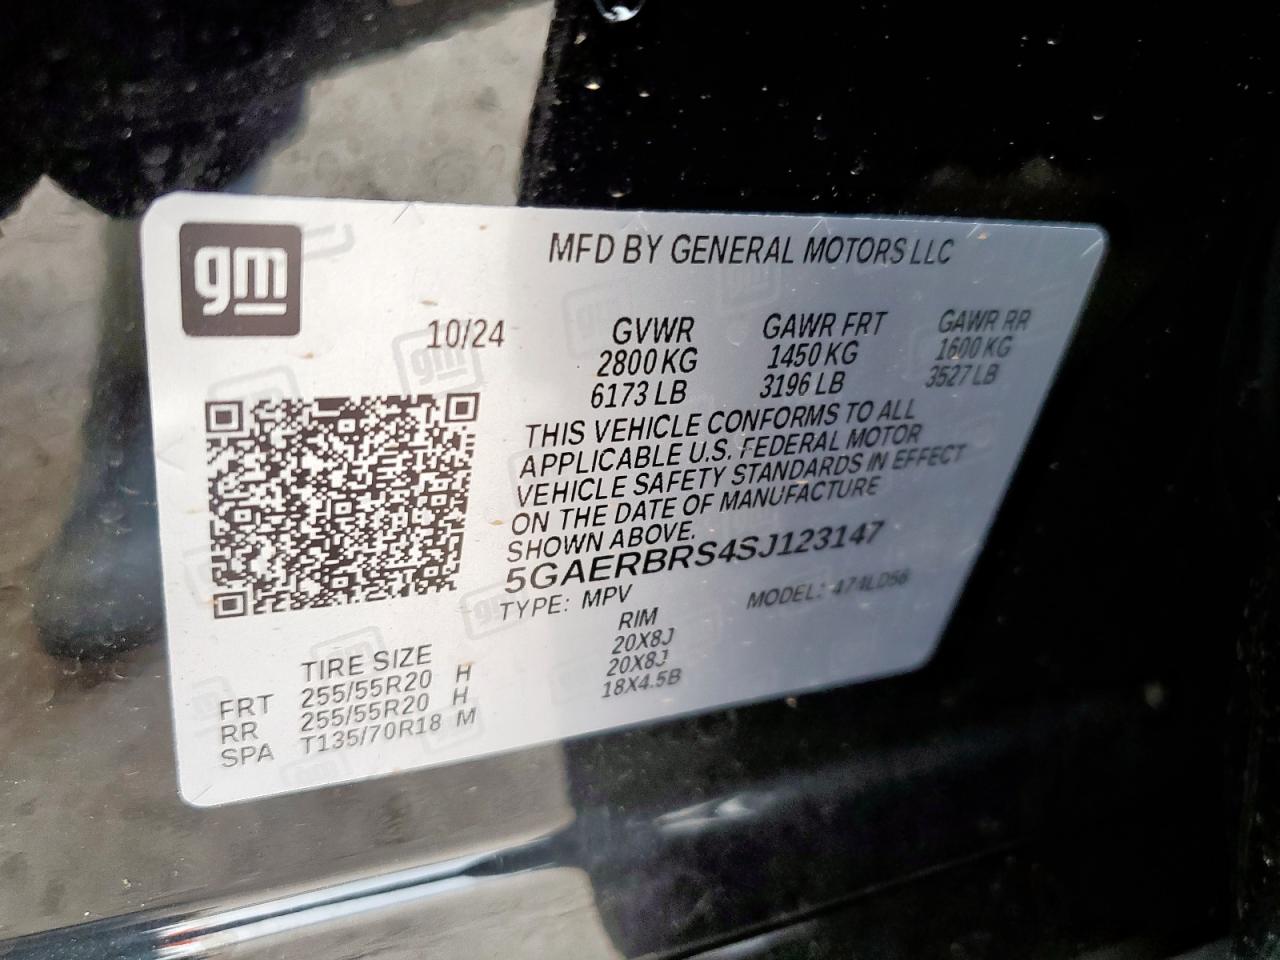 gm
MFD BY GENERAL MOTORS LLC
10/24
GVWR GAWR FRT GAWR RR
2800 KG 1450 KG 1600 KG
6173 LB 3196 LB 3527 LB
THIS VEHICLE CONFORMS TO ALL
APPLICABLE U.S. FEDERAL MOTOR
VEHICLE SAFETY STANDARDS IN EFFECT
ON THE DATE OF MANUFACTURE
SHOWN ABOVE.
5GAERBRS4SJ123147
TYPE: MPV MODEL: 474LD56
TIRE SIZE RIM
FRT 255/55R20 H 20X8J
RR 255/55R20 H 20X8J
SPA T135/70R18 M 18X4.5B